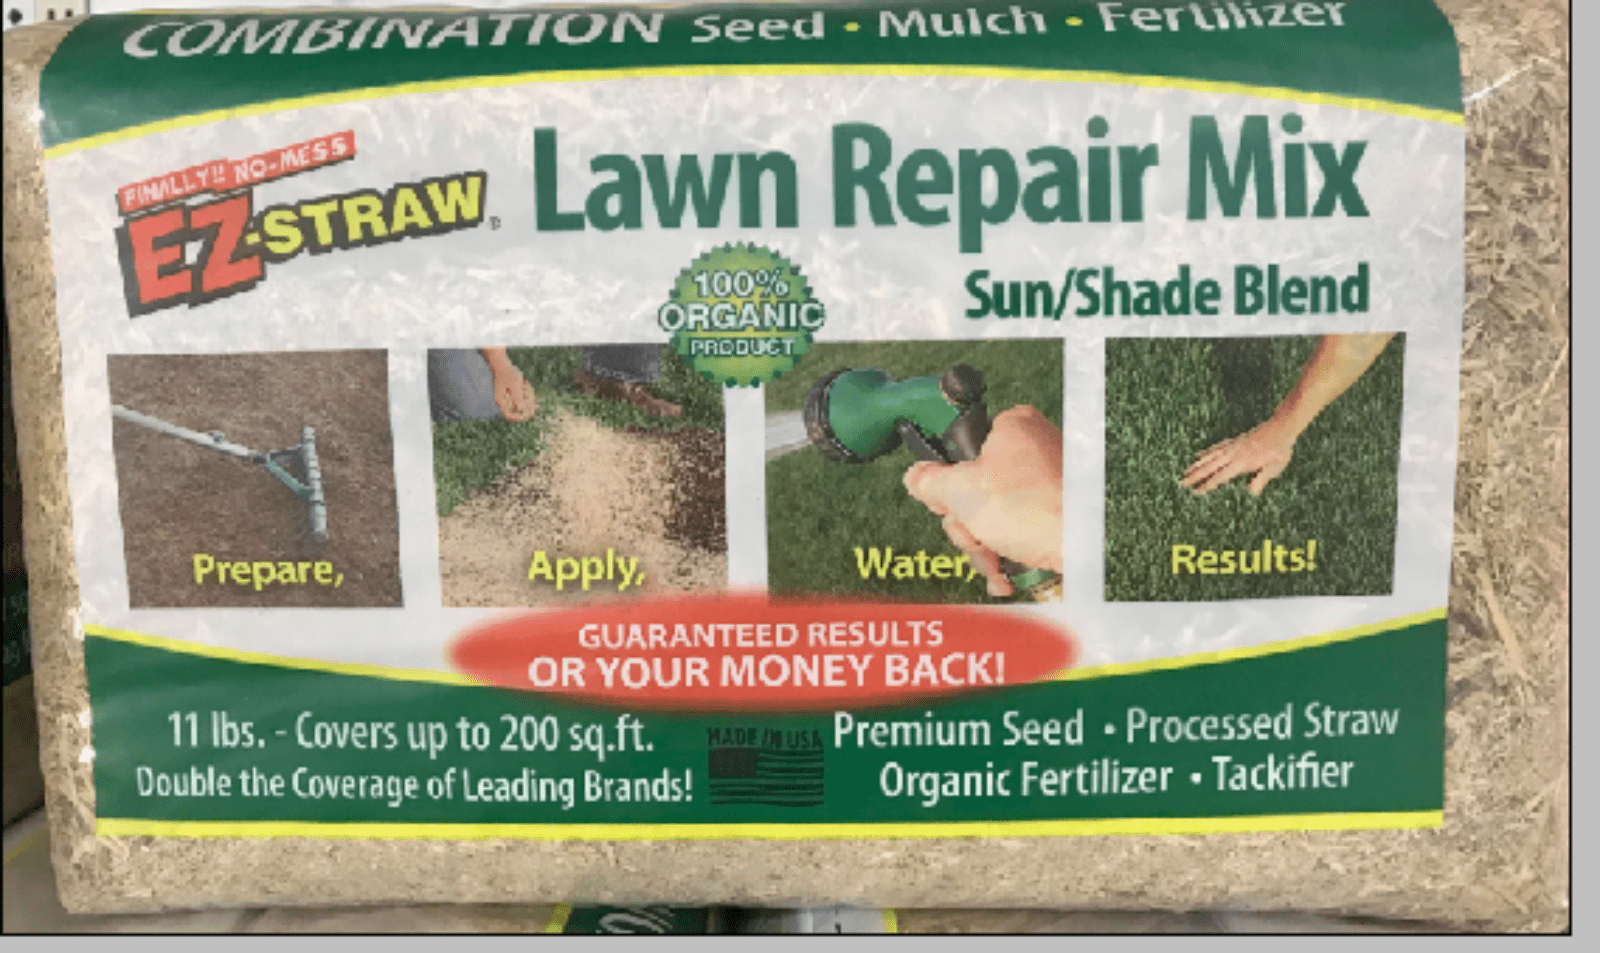 COMBINATION Seed • Mulch • Fertilizer
FINALLY!! NO-MESS
EZ-STRAW®
Lawn Repair Mix
Sun/Shade Blend
100%
ORGANIC
PRODUCT
Prepare,
Apply,
Water,
Results!
GUARANTEED RESULTS
OR YOUR MONEY BACK!
11 lbs. - Covers up to 200 sq.ft.
Double the Coverage of Leading Brands!
MADE IN USA
Premium Seed • Processed Straw
Organic Fertilizer • Tackifier